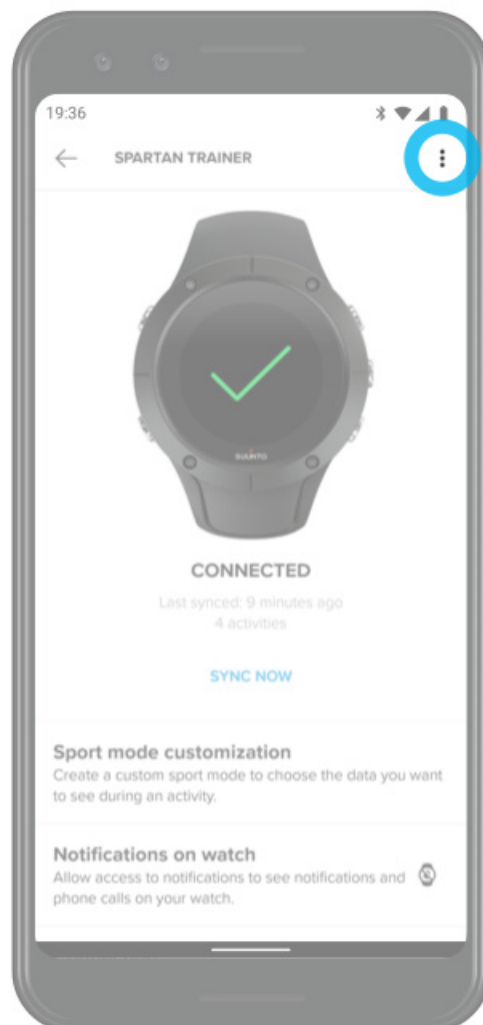 19:36
SPARTAN TRAINER
SUUNTO
CONNECTED
Last synced: 9 minutes ago
4 activities
SYNC NOW
Sport mode customization
Create a custom sport mode to choose the data you want
to see during an activity.
Notifications on watch
Allow access to notifications to see notifications and
phone calls on your watch.